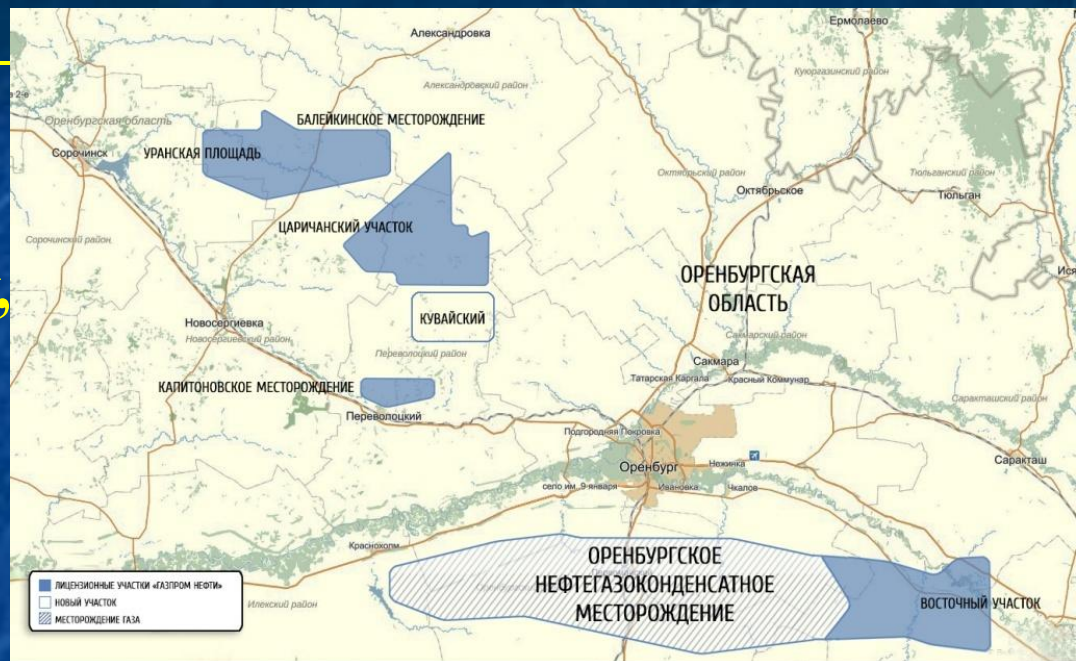 Ермолаево
Александровка
Куюргазинский район
Александровский район
Оренбургская область
БАЛЕЙКИНСКОЕ МЕСТОРОЖДЕНИЕ
Сорочинск
УРАНСКАЯ ПЛОЩАДЬ
Октябрьский район
Тюльганский район
Октябрьское
Тюльган
ЦАРИЧАНСКИЙ УЧАСТОК
Сорочинский район
ОРЕНБУРГСКАЯ
ОБЛАСТЬ
Ися
,
КУВАЙСКИЙ
Новосергиевка
Новосергиевский район
Сакмарский район
Переволоцкий район
Сакмара
Татарская Каргала
Красный Коммунар
КАПИТОНОВСКОЕ МЕСТОРОЖДЕНИЕ
Саракташский район
Переволоцкий
Подгородняя Покровка
Саракташ
Оренбург
Нежинка
село им. 9 января
Ивановка
Чкалов
Краснохолм
ОРЕНБУРГСКОЕ
НЕФТЕГАЗОКОНДЕНСАТНОЕ
МЕСТОРОЖДЕНИЕ
ВОСТОЧНЫЙ УЧАСТОК
Илекский район
ЛИЦЕНЗИОННЫЕ УЧАСТКИ «ГАЗПРОМ НЕФТИ»
НОВЫЙ УЧАСТОК
МЕСТОРОЖДЕНИЕ ГАЗА